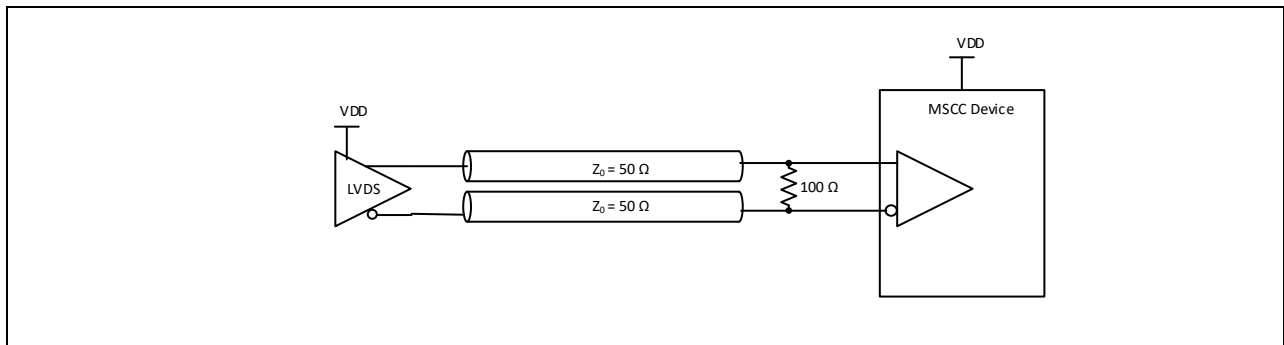 VDD
MSCC Device
VDD
LVDS
Z₀ = 50 Ω
Z₀ = 50 Ω
100 Ω